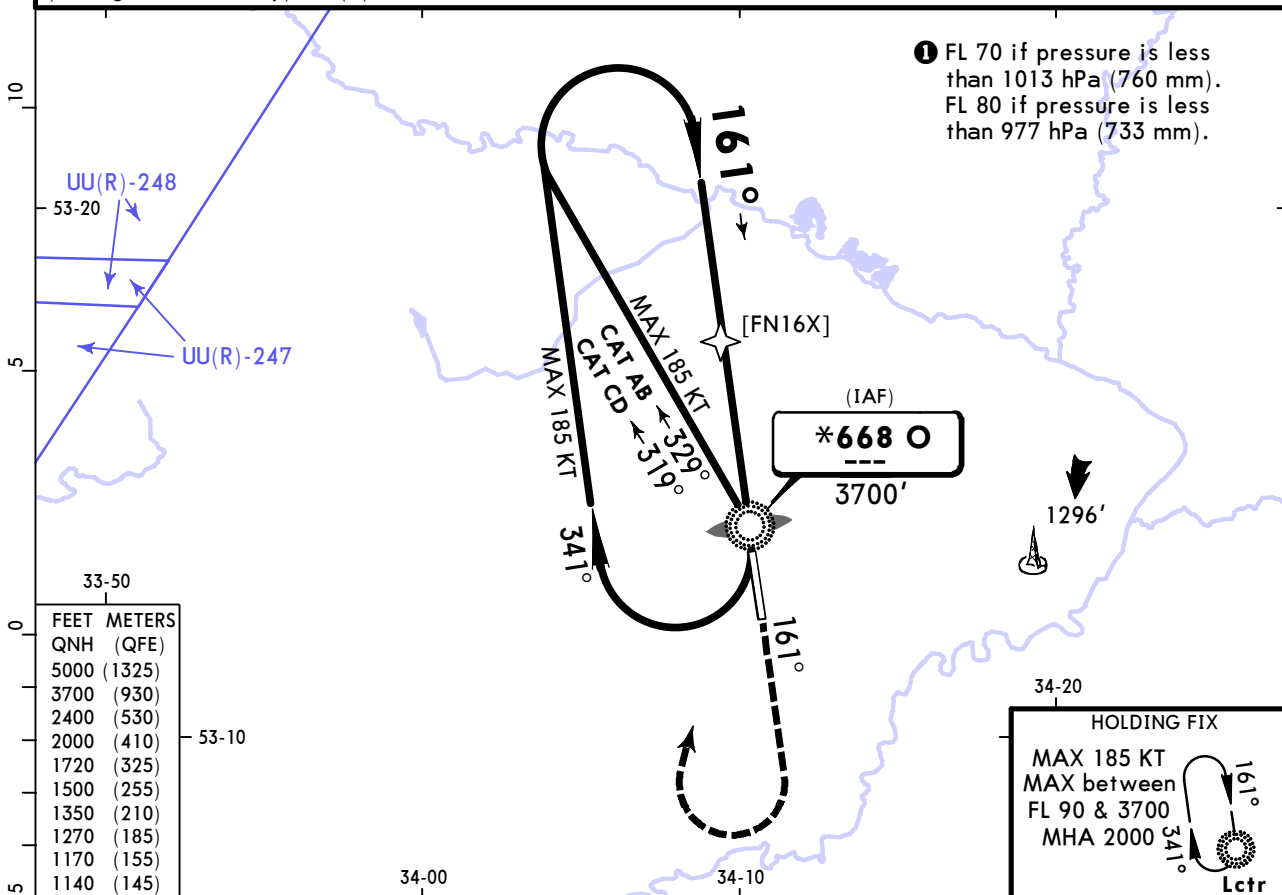 ❶ FL 70 if pressure is less
than 1013 hPa (760 mm).
FL 80 if pressure is less
than 977 hPa (733 mm).
10
161°
UU(R)-248
53-20
[FN16X]
5
UU(R)-247
MAX 185 KT
CAT AB ←329°
CAT CD ←319°
MAX 185 KT
(IAF)
*668 O
---
3700'
1296'
341°
33-50
0
161°
FEET METERS
QNH (QFE)
5000 (1325)
3700 (930)
2400 (530)
2000 (410)
1720 (325)
1500 (255)
1350 (210)
1270 (185)
1170 (155)
1140 (145)
53-10
34-20
HOLDING FIX
MAX 185 KT
MAX between
FL 90 & 3700
MHA 2000
161°
341°
Lctr
5
34-00
34-10